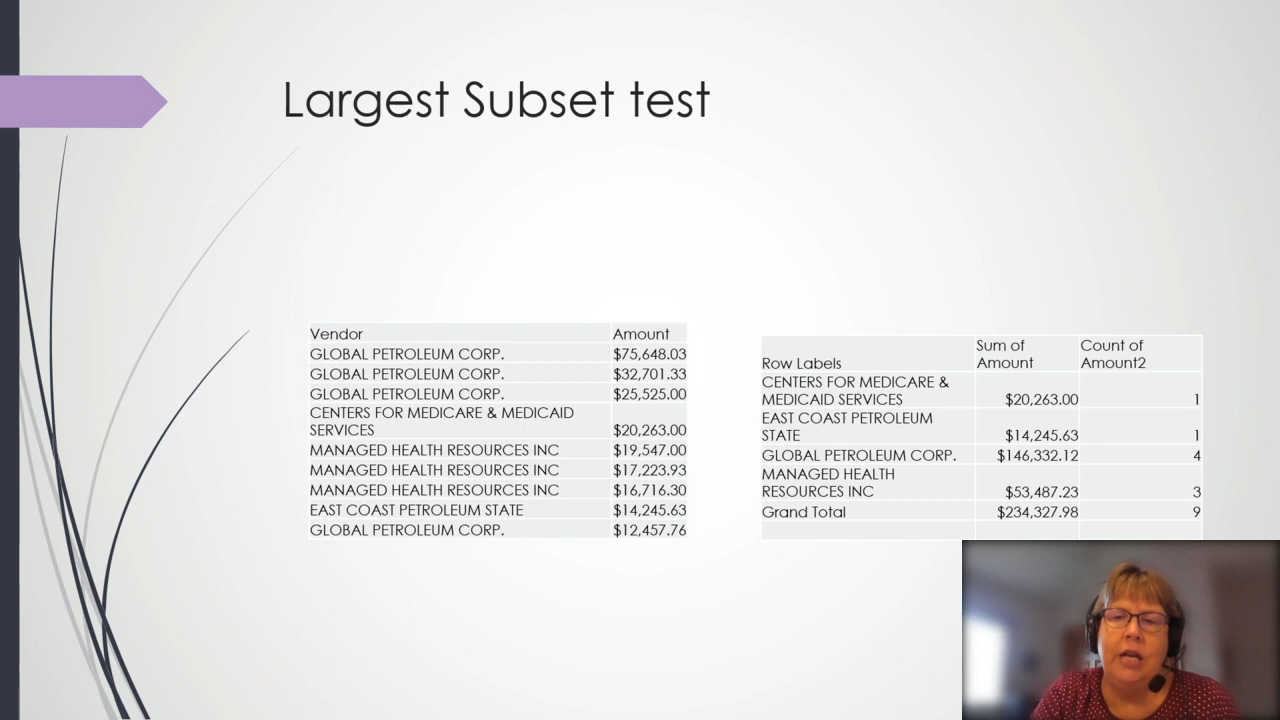 Largest Subset test
Vendor Amount
GLOBAL PETROLEUM CORP. $75,648.03
GLOBAL PETROLEUM CORP. $32,701.33
GLOBAL PETROLEUM CORP. $25,525.00
CENTERS FOR MEDICARE & MEDICAID
SERVICES $20,263.00
MANAGED HEALTH RESOURCES INC $19,547.00
MANAGED HEALTH RESOURCES INC $17,223.93
MANAGED HEALTH RESOURCES INC $16,716.30
EAST COAST PETROLEUM STATE $14,245.63
GLOBAL PETROLEUM CORP. $12,457.76
Sum of Count of
Row Labels Amount Amount2
CENTERS FOR MEDICARE &
MEDICAID SERVICES $20,263.00 1
EAST COAST PETROLEUM
STATE $14,245.63 1
GLOBAL PETROLEUM CORP. $146,332.12 4
MANAGED HEALTH
RESOURCES INC $53,487.23 3
Grand Total $234,327.98 9